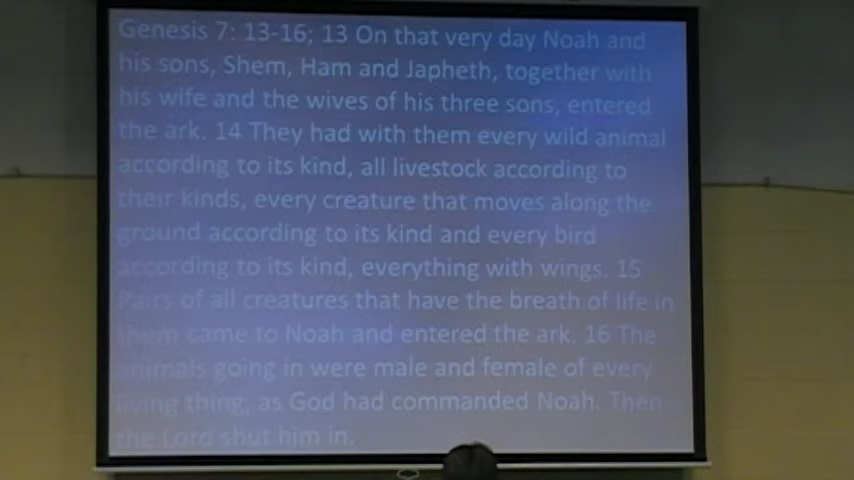 Genesis 7: 13-16; 13 On that very day Noah and
his sons, Shem, Ham and Japheth, together with
his wife and the wives of his three sons, entered
the ark. 14 They had with them every wild animal
according to its kind, all livestock according to
their kinds, every creature that moves along the
ground according to its kind and every bird
according to its kind, everything with wings. 15
Pairs of all creatures that have the breath of life in
them came to Noah and entered the ark. 16 The
animals going in were male and female of every
living thing, as God had commanded Noah. Then
the Lord shut him in.